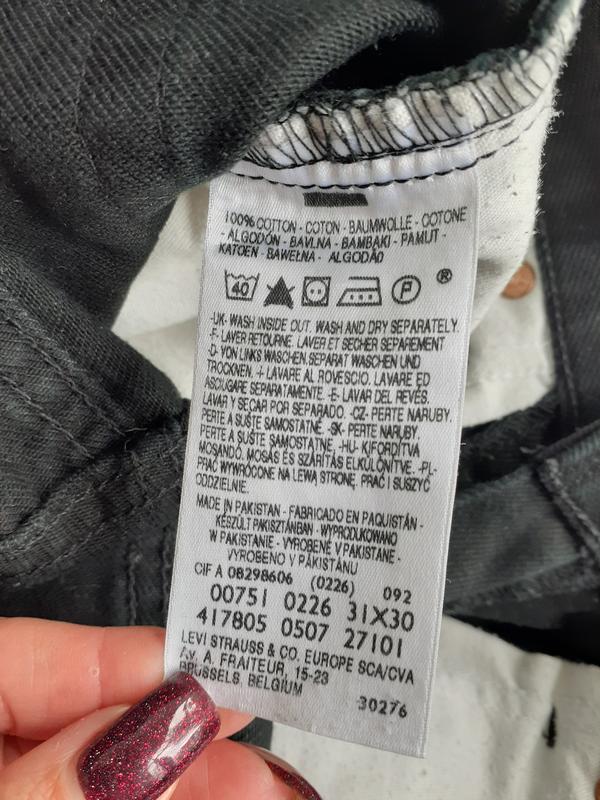 100% COTTON - COTON - BAUMWOLLE - COTONE
- ALGODÓN - BAVLNA - BAMBAKI - PAMUT -
KATOEN - BAWEŁNA - ALGODÃO
40 P ®
-UK- WASH INSIDE OUT. WASH AND DRY SEPARATELY.
-F- LAVER RETOURNE. LAVER ET SECHER SEPAREMENT
-D- VON LINKS WASCHEN.SEPARAT WASCHEN UND
TROCKNEN. -I- LAVARE AL ROVESCIO. LAVARE ED
ASCIUGARE SEPARATAMENTE. -E- LAVAR DEL REVÉS.
LAVAR Y SECAR POR SEPARADO. -CZ- PERTE NARUBY.
PERTE A SUŠTE SAMOSTATNĚ. -SK- PERTE NARUBY.
PERTE A SUŠTE SAMOSTATNE. -HU- KIFORDÍTVA
MOSANDÓ. MOSÁS ÉS SZÁRÍTÁS ELKÜLÖNÍTVE. -PL-
PRAĆ WYWRÓCONE NA LEWĄ STRONĘ. PRAĆ I SUSZYĆ
ODDZIELNIE.
MADE IN PAKISTAN - FABRICADO EN PAQUISTÁN -
KÉSZÜLT PAKISZTÁNBAN - WYPRODUKOWANO
W PAKISTANIE - VYROBENÉ V PAKISTANE -
VYROBENO V PÁKISTÁNU
CIF A 08298606 (0226) 092
00751 0226 31X30
417805 0507 27101
LEVI STRAUSS & CO. EUROPE SCA/CVA
Av. A. FRAITEUR, 15-23
BRUSSELS, BELGIUM
30276